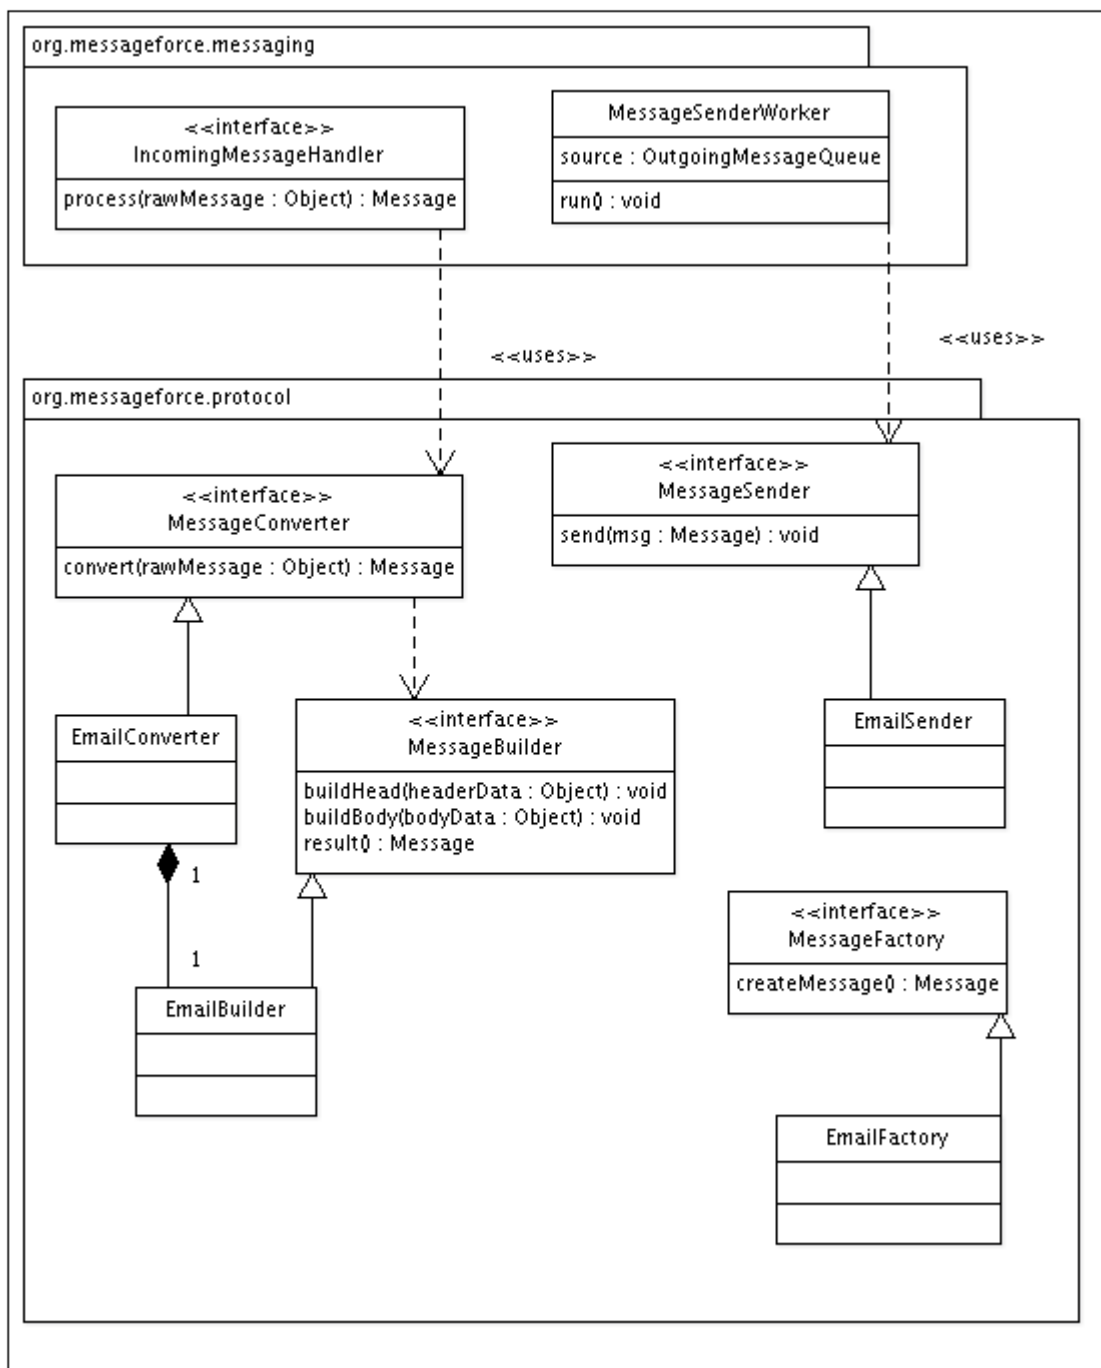 org.messageforce.messaging
<<interface>>
IncomingMessageHandler
process(rawMessage : Object) : Message
MessageSenderWorker
source : OutgoingMessageQueue
run() : void
<<uses>>
<<uses>>
org.messageforce.protocol
<<interface>>
MessageConverter
convert(rawMessage : Object) : Message
<<interface>>
MessageSender
send(msg : Message) : void
EmailConverter
<<interface>>
MessageBuilder
buildHead(headerData : Object) : void
buildBody(bodyData : Object) : void
result() : Message
EmailSender
1
1
EmailBuilder
<<interface>>
MessageFactory
createMessage() : Message
EmailFactory